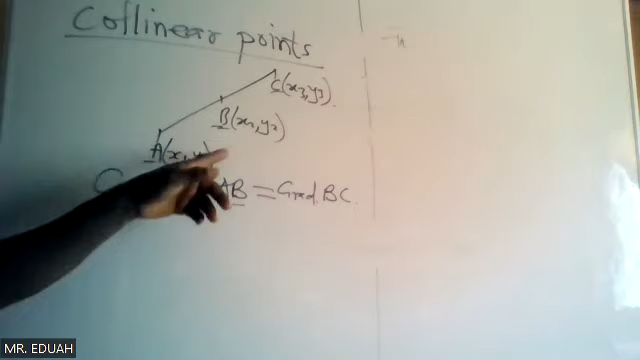 Collinear points
C(x₃,y₃).
B(x₂,y₂)
A(x,
AB = Grad. BC.
MR. EDUAH